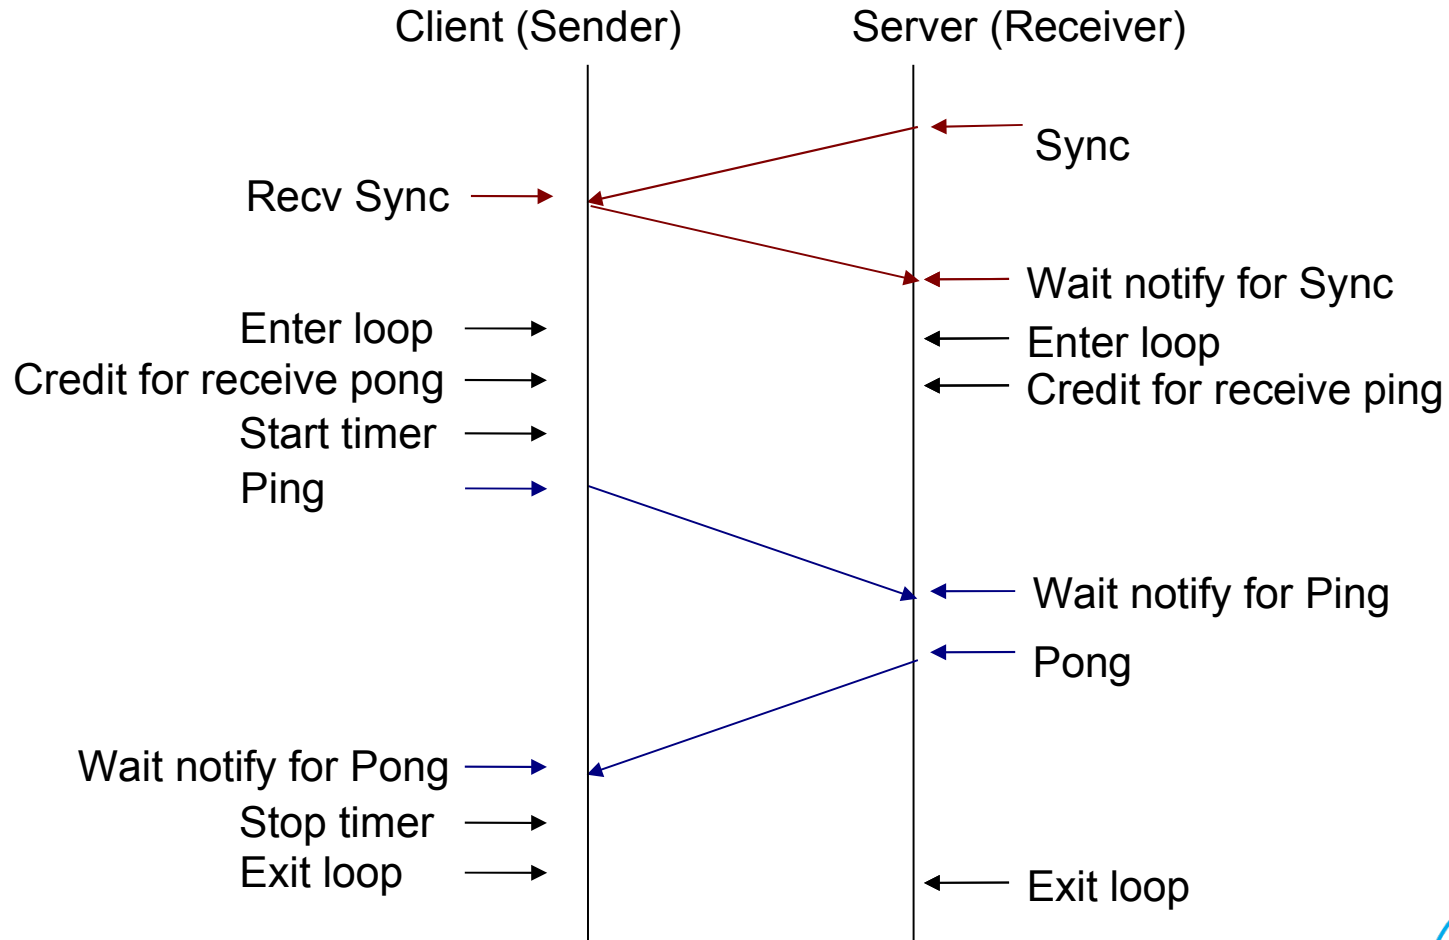 Client (Sender)
Server (Receiver)
Sync
Recv Sync
Wait notify for Sync
Enter loop
Enter loop
Credit for receive pong
Credit for receive ping
Start timer
Ping
Wait notify for Ping
Pong
Wait notify for Pong
Stop timer
Exit loop
Exit loop